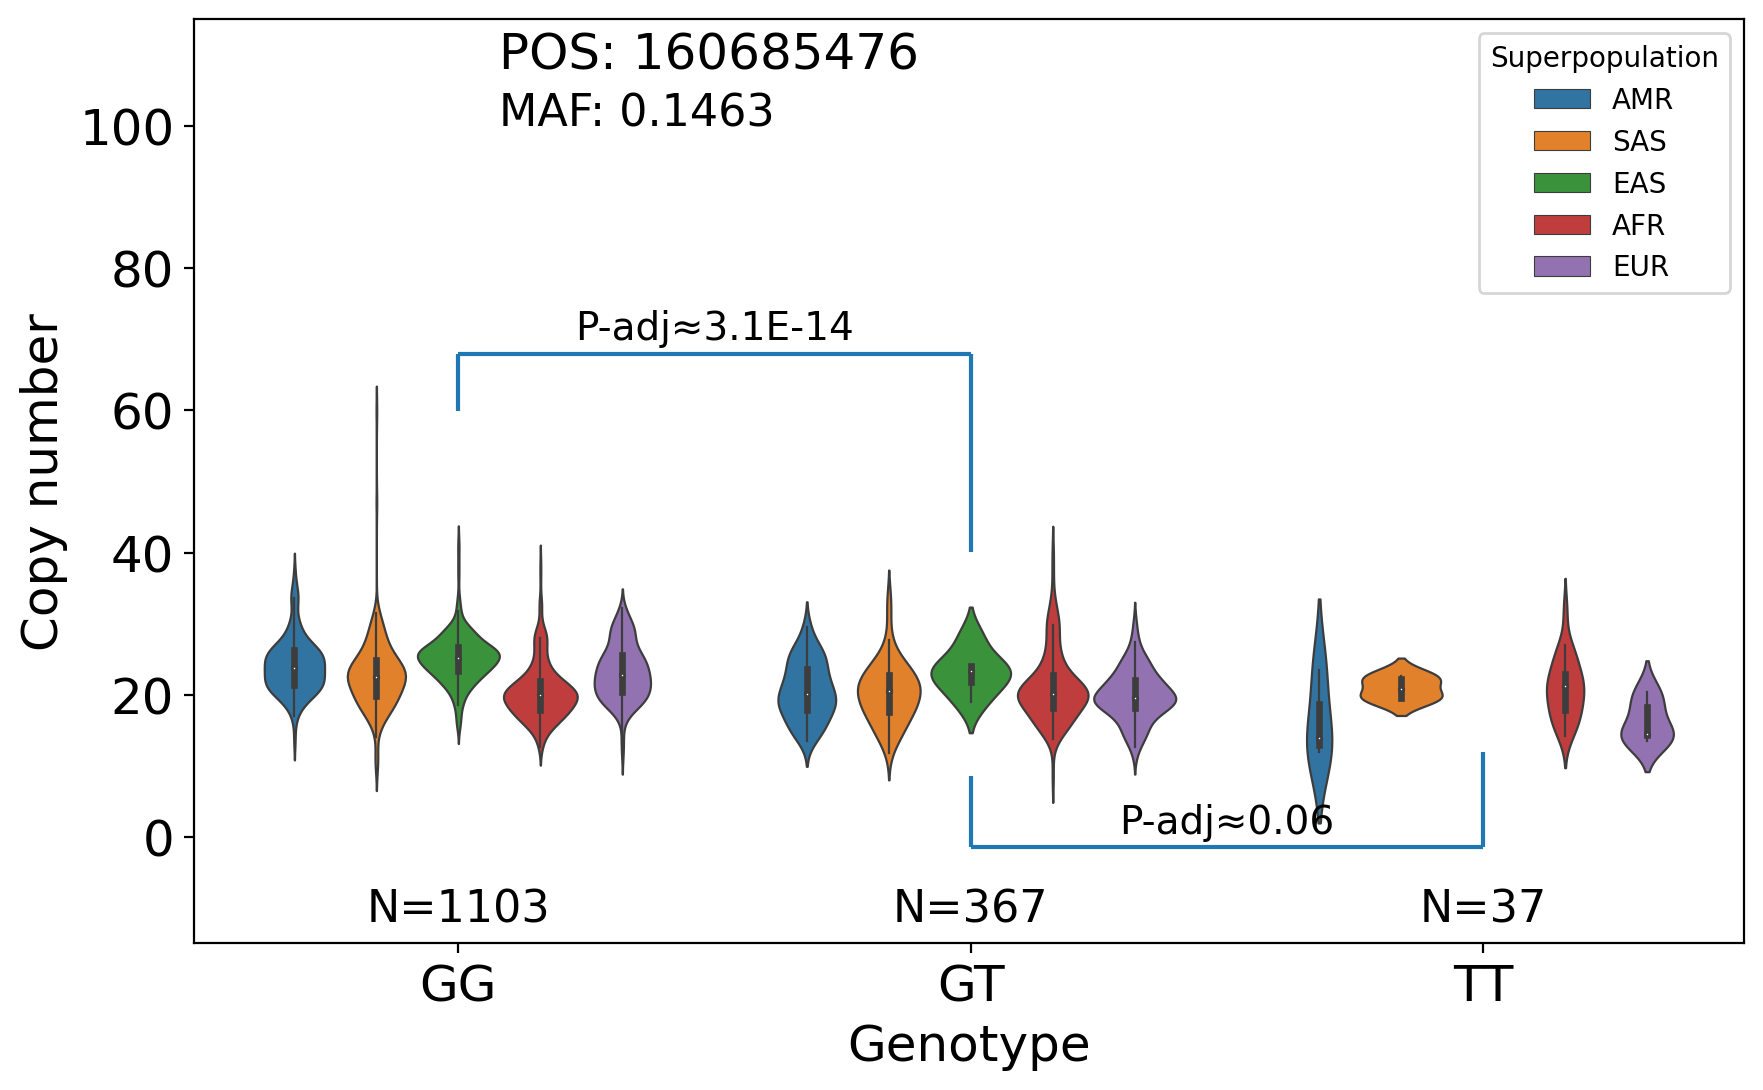 POS: 160685476
MAF: 0.1463
Superpopulation
AMR
SAS
EAS
AFR
EUR
100
80
60
40
20
0
Copy number
P-adj≈3.1E-14
P-adj≈0.06
N=1103
N=367
N=37
GG
GT
TT
Genotype